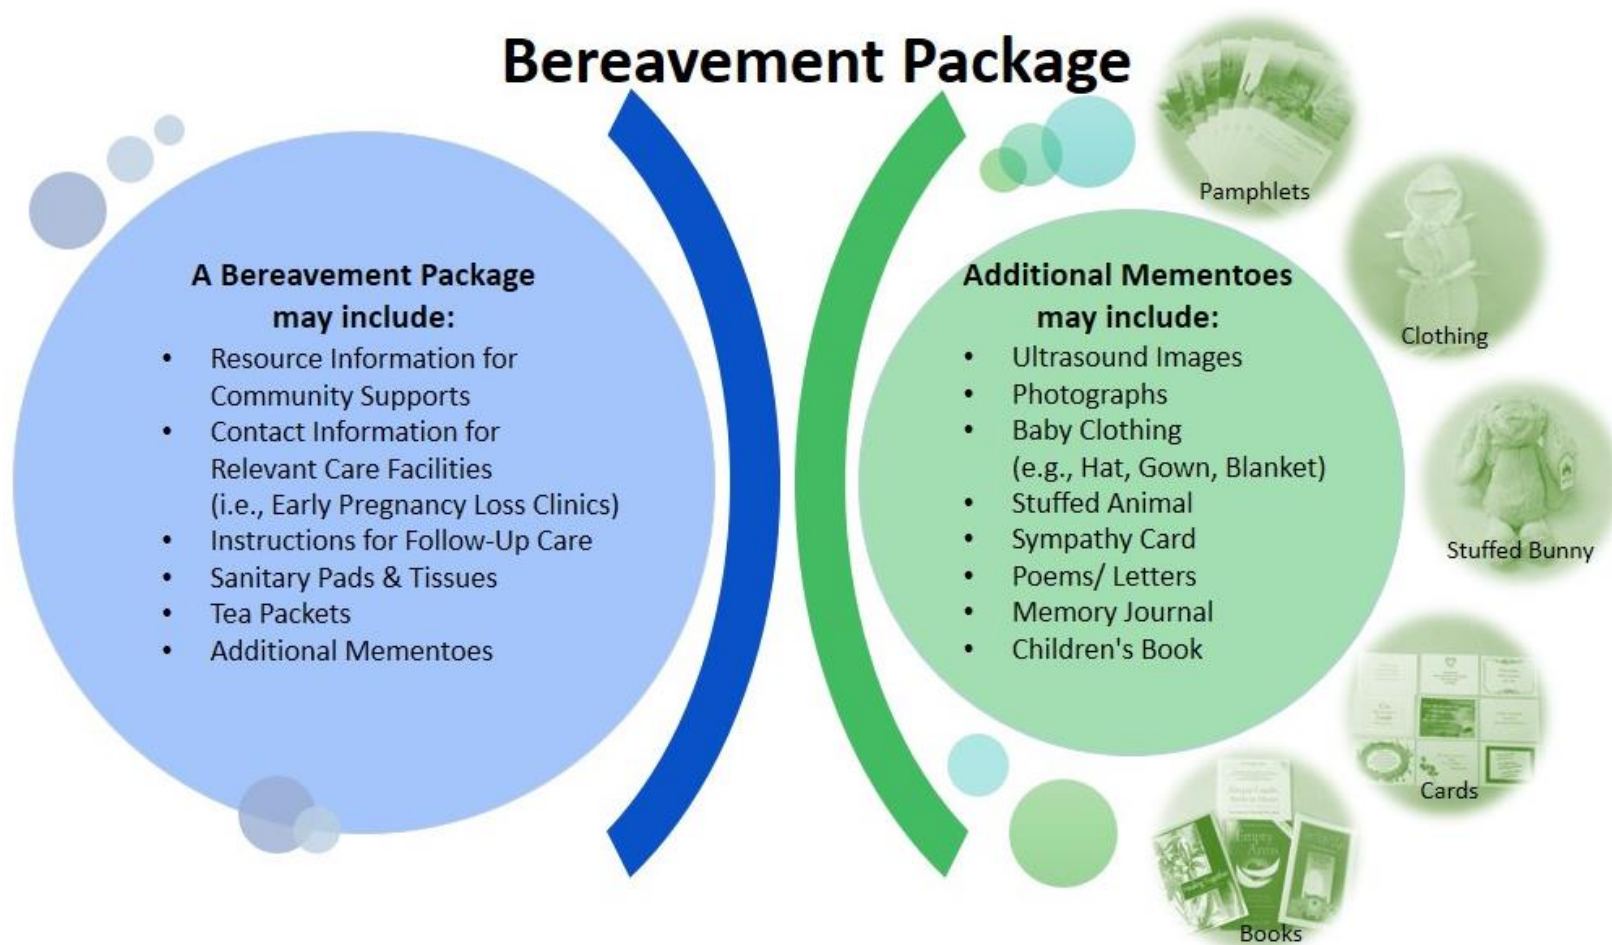 Bereavement Package
A Bereavement Package
may include:
• Resource Information for
Community Supports
• Contact Information for
Relevant Care Facilities
(i.e., Early Pregnancy Loss Clinics)
• Instructions for Follow-Up Care
• Sanitary Pads & Tissues
• Tea Packets
• Additional Mementoes
Additional Mementoes
may include:
• Ultrasound Images
• Photographs
• Baby Clothing
(e.g., Hat, Gown, Blanket)
• Stuffed Animal
• Sympathy Card
• Poems/ Letters
• Memory Journal
• Children's Book
Pamphlets
Clothing
Stuffed Bunny
Cards
Empty
Arms
Books